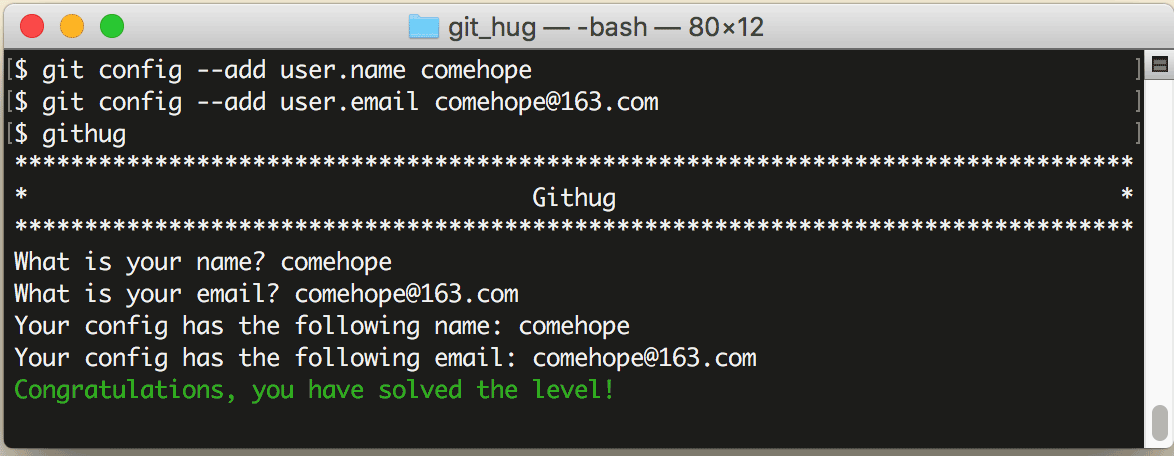 git_hug — -bash — 80×12
[$ git config --add user.name comehope ]
[$ git config --add user.email comehope@163.com ]
[$ githug ]
********************************************************************************
* Githug *
********************************************************************************
What is your name? comehope
What is your email? comehope@163.com
Your config has the following name: comehope
Your config has the following email: comehope@163.com
Congratulations, you have solved the level!